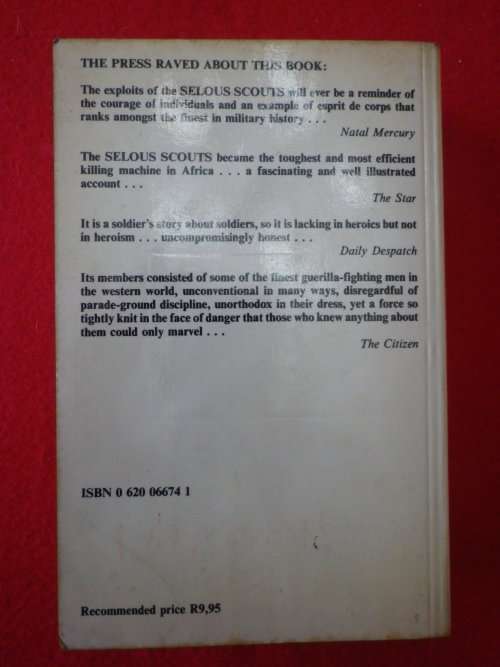 THE PRESS RAVED ABOUT THIS BOOK:
The exploits of the SELOUS SCOUTS will ever be a reminder of
the courage of individuals and an example of esprit de corps that
ranks amongst the finest in military history . . .
Natal Mercury
The SELOUS SCOUTS became the toughest and most efficient
killing machine in Africa . . . a fascinating and well illustrated
account . . .
The Star
It is a soldier's story about soldiers, so it is lacking in heroics but not
in heroism . . . uncompromisingly honest . . .
Daily Despatch
Its members consisted of some of the finest guerilla-fighting men in
the western world, unconventional in many ways, disregardful of
parade-ground discipline, unorthodox in their dress, yet a force so
tightly knit in the face of danger that those who knew anything about
them could only marvel . . .
The Citizen
ISBN 0 620 06674 1
Recommended price R9,95